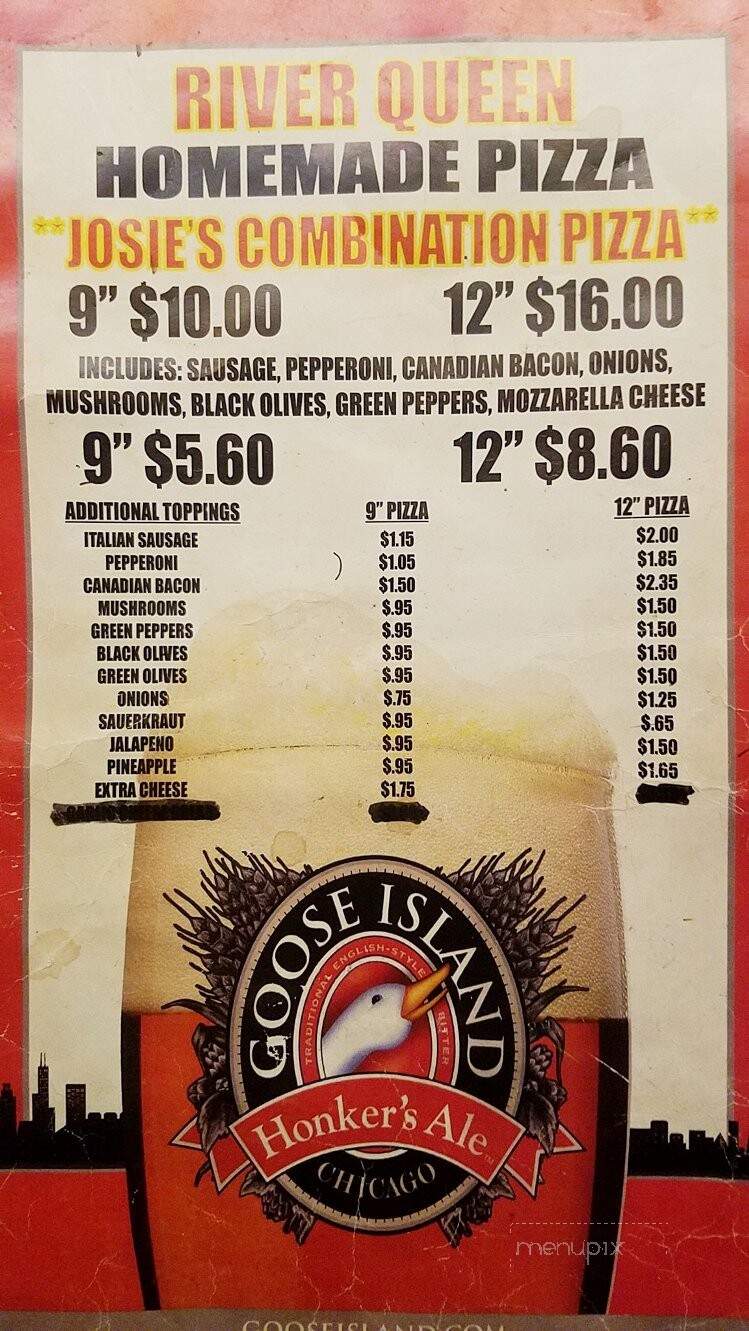 RIVER QUEEN
HOMEMADE PIZZA
**JOSIE'S COMBINATION PIZZA**
9" $10.00 12" $16.00
INCLUDES: SAUSAGE, PEPPERONI, CANADIAN BACON, ONIONS,
MUSHROOMS, BLACK OLIVES, GREEN PEPPERS, MOZZARELLA CHEESE
9" $5.60 12" $8.60
ADDITIONAL TOPPINGS 9" PIZZA 12" PIZZA
ITALIAN SAUSAGE $1.15 $2.00
PEPPERONI $1.05 $1.85
CANADIAN BACON $1.50 $2.35
MUSHROOMS $.95 $1.50
GREEN PEPPERS $.95 $1.50
BLACK OLIVES $.95 $1.50
GREEN OLIVES $.95 $1.50
ONIONS $.75 $1.25
SAUERKRAUT $.95 $.65
JALAPENO $.95 $1.50
PINEAPPLE $.95 $1.65
EXTRA CHEESE $1.75
GOOSE ISLAND
TRADITIONAL ENGLISH-STYLE BITTER
Honker's Ale
CHICAGO
menupix
GOOSEISLAND.COM